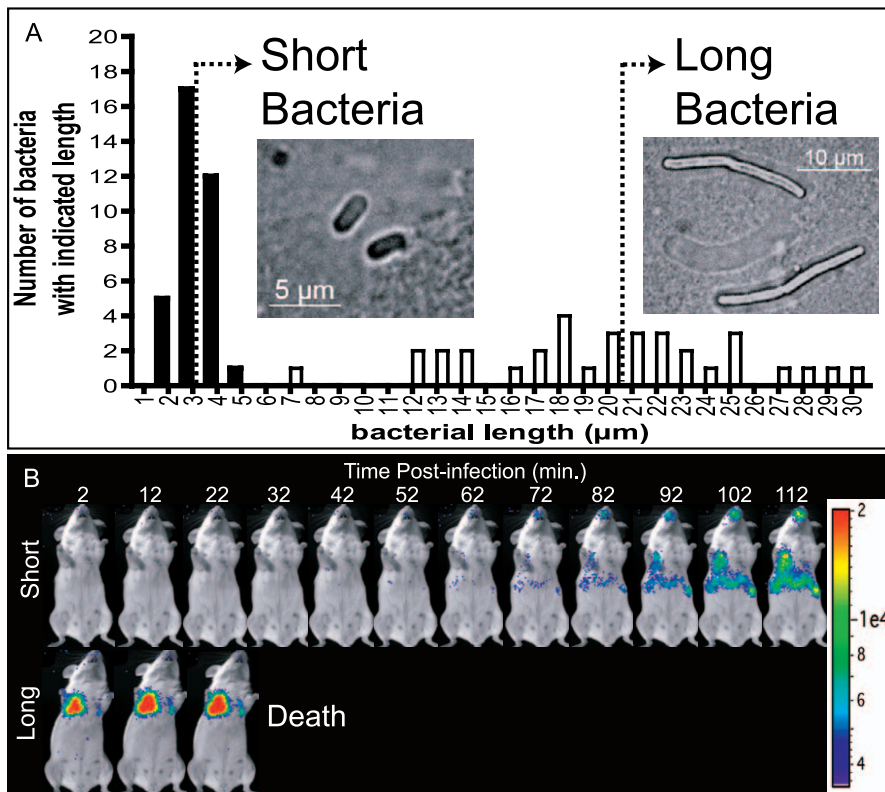 A
Number of bacteria
with indicated length
20
18
16
14
12
10
8
6
4
2
0
Short
Bacteria
Long
Bacteria
5 µm
10 µm
1 2 3 4 5 6 7 8 9 10 11 12 13 14 15 16 17 18 19 20 21 22 23 24 25 26 27 28 29 30
bacterial length (µm)
B
Time Post-infection (min.)
2 12 22 32 42 52 62 72 82 92 102 112
Short
Long
Death
2
1e4
8
6
4